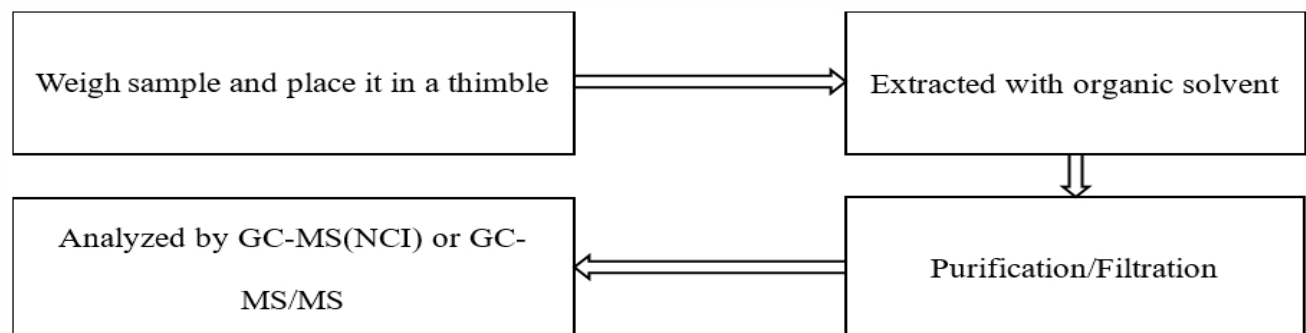 Weigh sample and place it in a thimble
Extracted with organic solvent
Purification/Filtration
Analyzed by GC-MS(NCI) or GC-
MS/MS